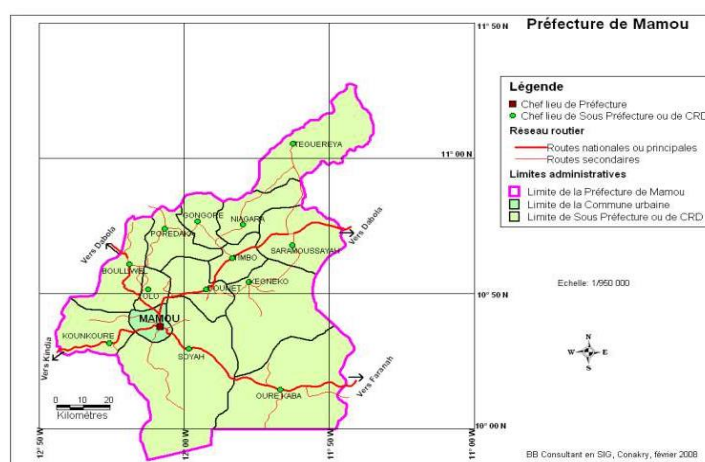 11° 50 N
Préfecture de Mamou
Légende
Chef lieu de Préfecture
Chef lieu de Sous Préfecture ou de CRD
Réseau routier
Routes nationales ou principales
Routes secondaires
Limites administratives
Limite de la Préfecture de Mamou
Limite de la Commune urbaine
Limite de Sous Préfecture ou de CRD
TEGUEREYA
11° 00 N
GONGORE
NIAGARA
POREDAKA
Vers Dabola
Vers Dabola
SARAMOUSSAYAH
TIMBO
BOULLIWEL
KEGNEKO
TOLO
DOUNET
Echelle: 1/950 000
10° 50 N
MAMOU
KOUNKOURE
SOYAH
Vers Kindia
N
W
E
S
Vers Faranah
OURE KABA
0
10
20
Kilomètres
10° 00 N
12° 50 W
12° 00 W
11° 50 W
11° 00 W
BB Consultant en SIG, Conakry, février 2008